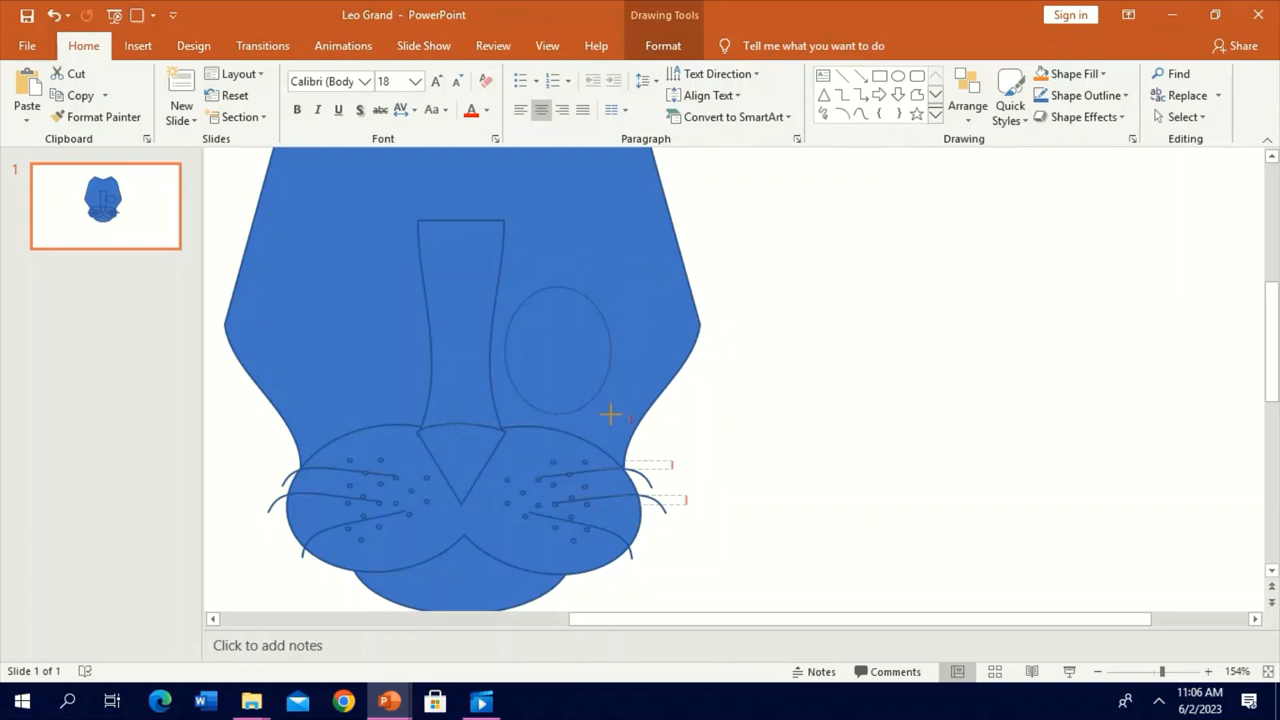 Leo Grand - PowerPoint
Drawing Tools
Sign in
File Home Insert Design Transitions Animations Slide Show Review View Help Format Tell me what you want to do Share
Paste
Cut
Copy
Format Painter
Clipboard
New Slide
Layout
Reset
Section
Slides
Calibri (Body 18
B I U S abc AV Aa A
Font
Text Direction
Align Text
Convert to SmartArt
Paragraph
Arrange
Quick Styles
Shape Fill
Shape Outline
Shape Effects
Drawing
Find
Replace
Select
Editing
1
Click to add notes
Slide 1 of 1
Notes
Comments
154%
11:06 AM
6/2/2023